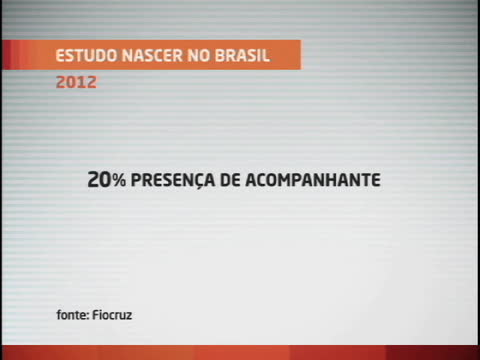 ESTUDO NASCER NO BRASIL
2012
20% PRESENÇA DE ACOMPANHANTE
fonte: Fiocruz